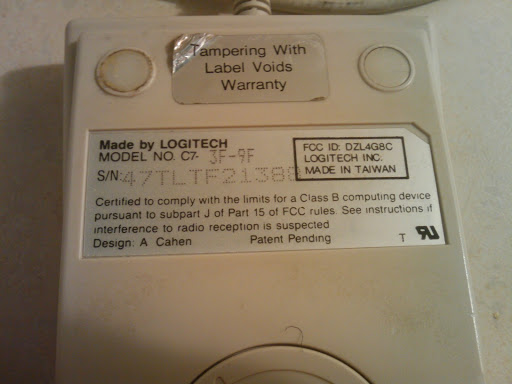 Tampering With
Label Voids
Warranty
Made by LOGITECH
MODEL NO. C7- 3F-9F
S/N: 47TLTF21388
FCC ID: DZL4G8C
LOGITECH INC.
MADE IN TAIWAN
Certified to comply with the limits for a Class B computing device
pursuant to subpart J of Part 15 of FCC rules. See instructions if
interference to radio reception is suspected
Design: A Cahen Patent Pending T